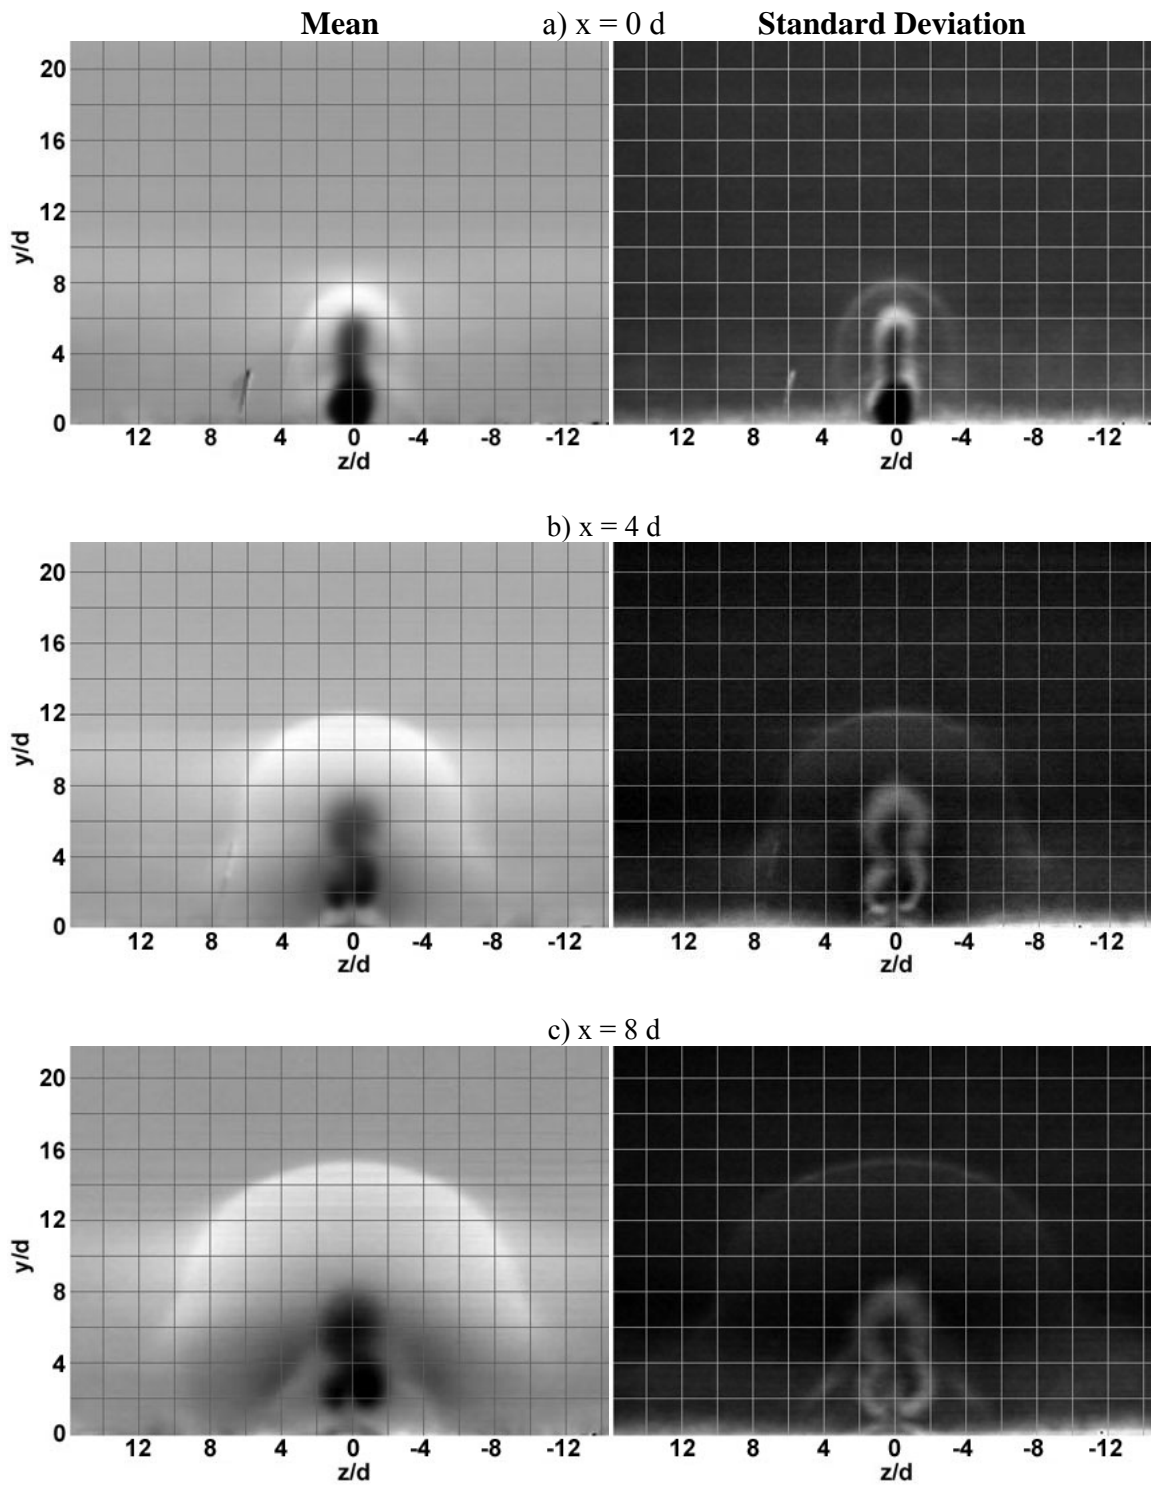 Mean a) x = 0 d Standard Deviation
20 16 12 8 4 0
y/d
12 8 4 0 -4 -8 -12
z/d
12 8 4 0 -4 -8 -12
z/d
b) x = 4 d
20 16 12 8 4 0
y/d
12 8 4 0 -4 -8 -12
z/d
12 8 4 0 -4 -8 -12
z/d
c) x = 8 d
20 16 12 8 4 0
y/d
12 8 4 0 -4 -8 -12
z/d
12 8 4 0 -4 -8 -12
z/d